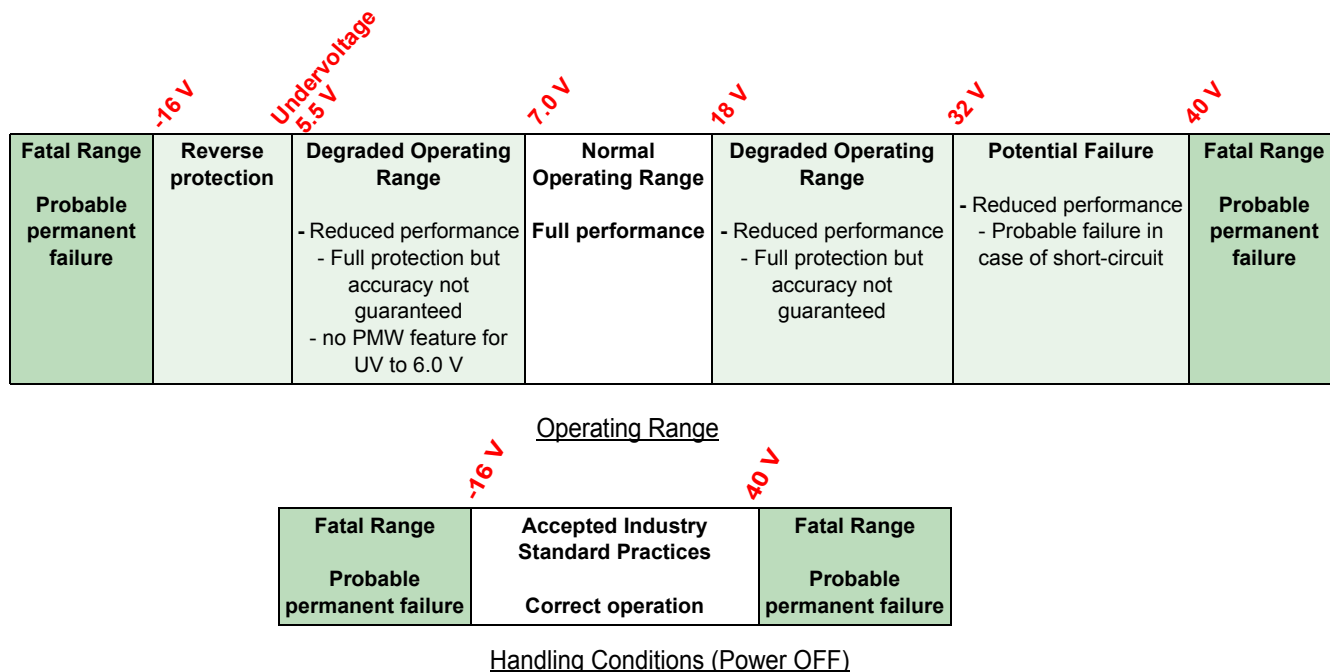 -16 V
Undervoltage
5.5 V
7.0 V
18 V
32 V
40 V
Fatal Range
Probable
permanent
failure
Reverse
protection
Degraded Operating
Range
- Reduced performance
- Full protection but
accuracy not
guaranteed
- no PMW feature for
UV to 6.0 V
Normal
Operating Range
Full performance
Degraded Operating
Range
- Reduced performance
- Full protection but
accuracy not
guaranteed
Potential Failure
- Reduced performance
- Probable failure in
case of short-circuit
Fatal Range
Probable
permanent
failure
Operating Range
-16 V
40 V
Fatal Range
Probable
permanent failure
Accepted Industry
Standard Practices
Correct operation
Fatal Range
Probable
permanent failure
Handling Conditions (Power OFF)